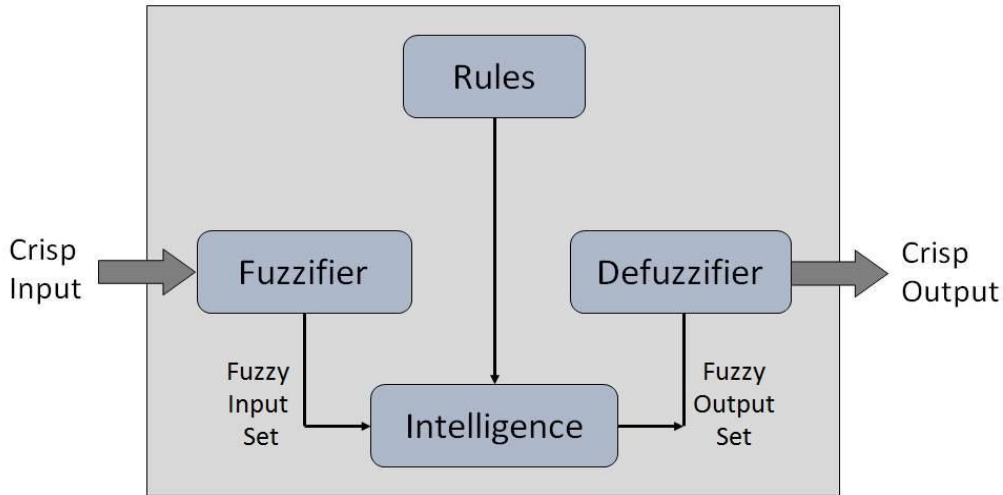 Rules
Crisp
Input
Fuzzifier
Defuzzifier
Crisp
Output
Fuzzy
Input
Set
Intelligence
Fuzzy
Output
Set